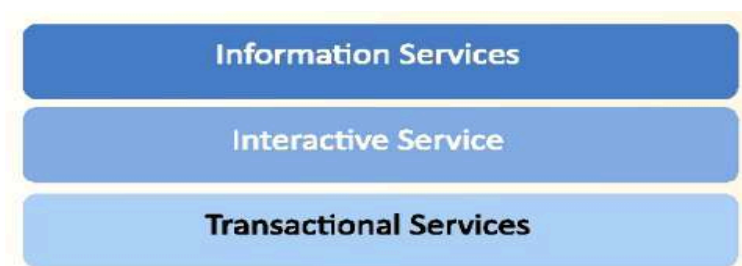 Information Services
Interactive Service
Transactional Services